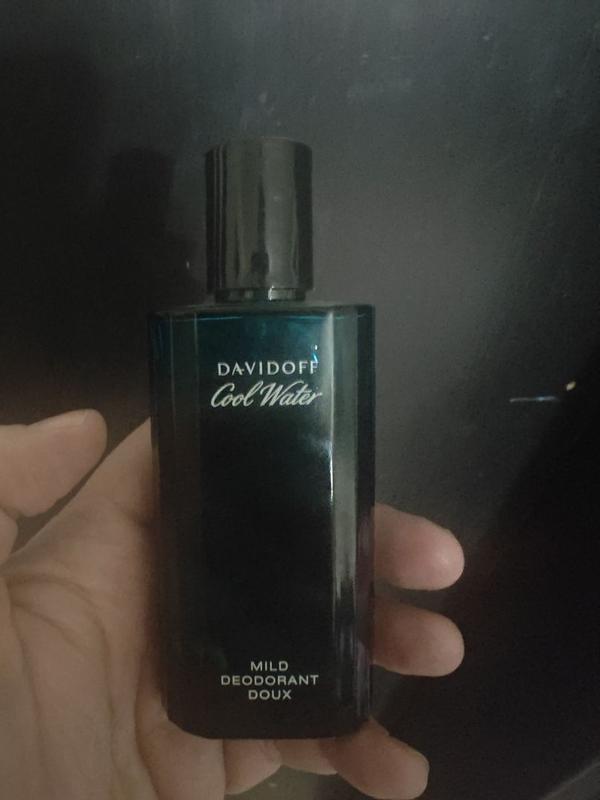 DAVIDOFF
Cool Water
MILD
DEODORANT
DOUX